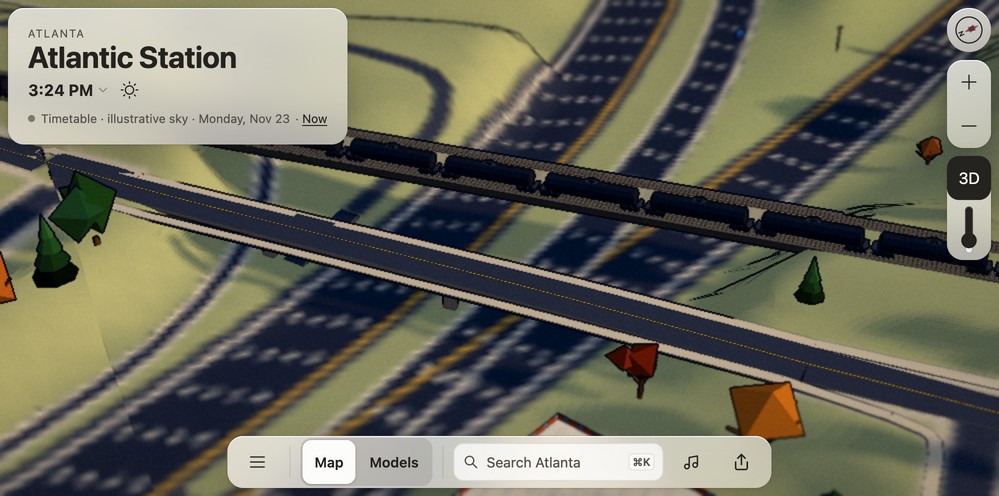 ATLANTA
Atlantic Station
3:24 PM
Timetable · illustrative sky · Monday, Nov 23 · Now
Z
3D
Map
Models
Search Atlanta
⌘K